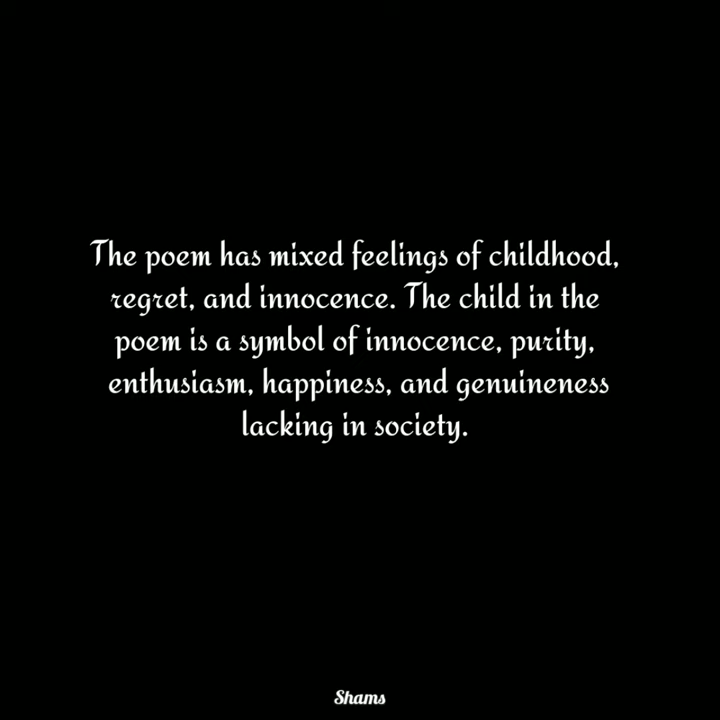 The poem has mixed feelings of childhood,
regret, and innocence. The child in the
poem is a symbol of innocence, purity,
enthusiasm, happiness, and genuineness
lacking in society.
Shams